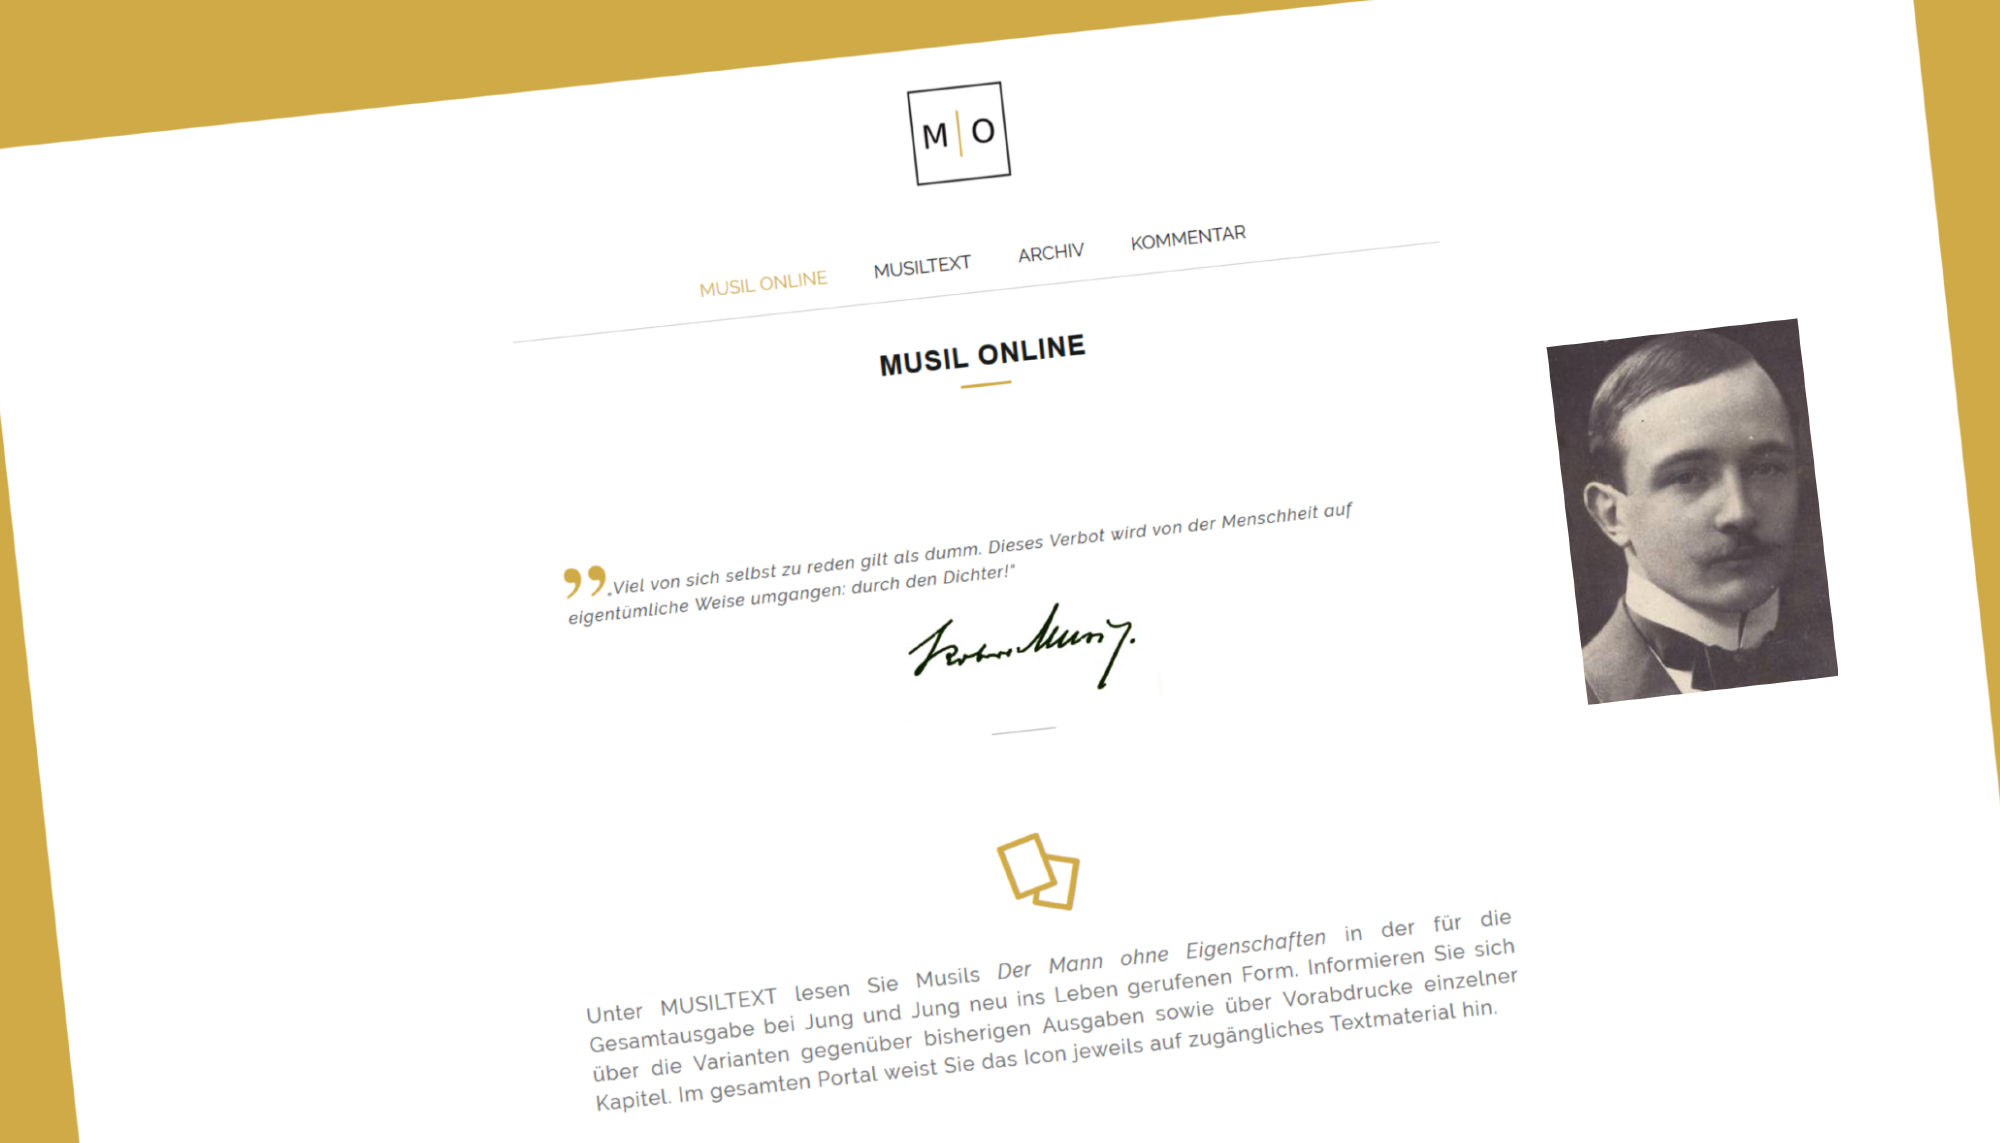 M|O
MUSIL ONLINE MUSILTEXT ARCHIV KOMMENTAR
MUSIL ONLINE
„Viel von sich selbst zu reden gilt als dumm. Dieses Verbot wird von der Menschheit auf
eigentümliche Weise umgangen: durch den Dichter!“
Robert Musil.
Unter MUSILTEXT lesen Sie Musils Der Mann ohne Eigenschaften in der für die
Gesamtausgabe bei Jung und Jung neu ins Leben gerufenen Form. Informieren Sie sich
über die Varianten gegenüber bisherigen Ausgaben sowie über Vorabdrucke einzelner
Kapitel. Im gesamten Portal weist Sie das Icon jeweils auf zugängliches Textmaterial hin.